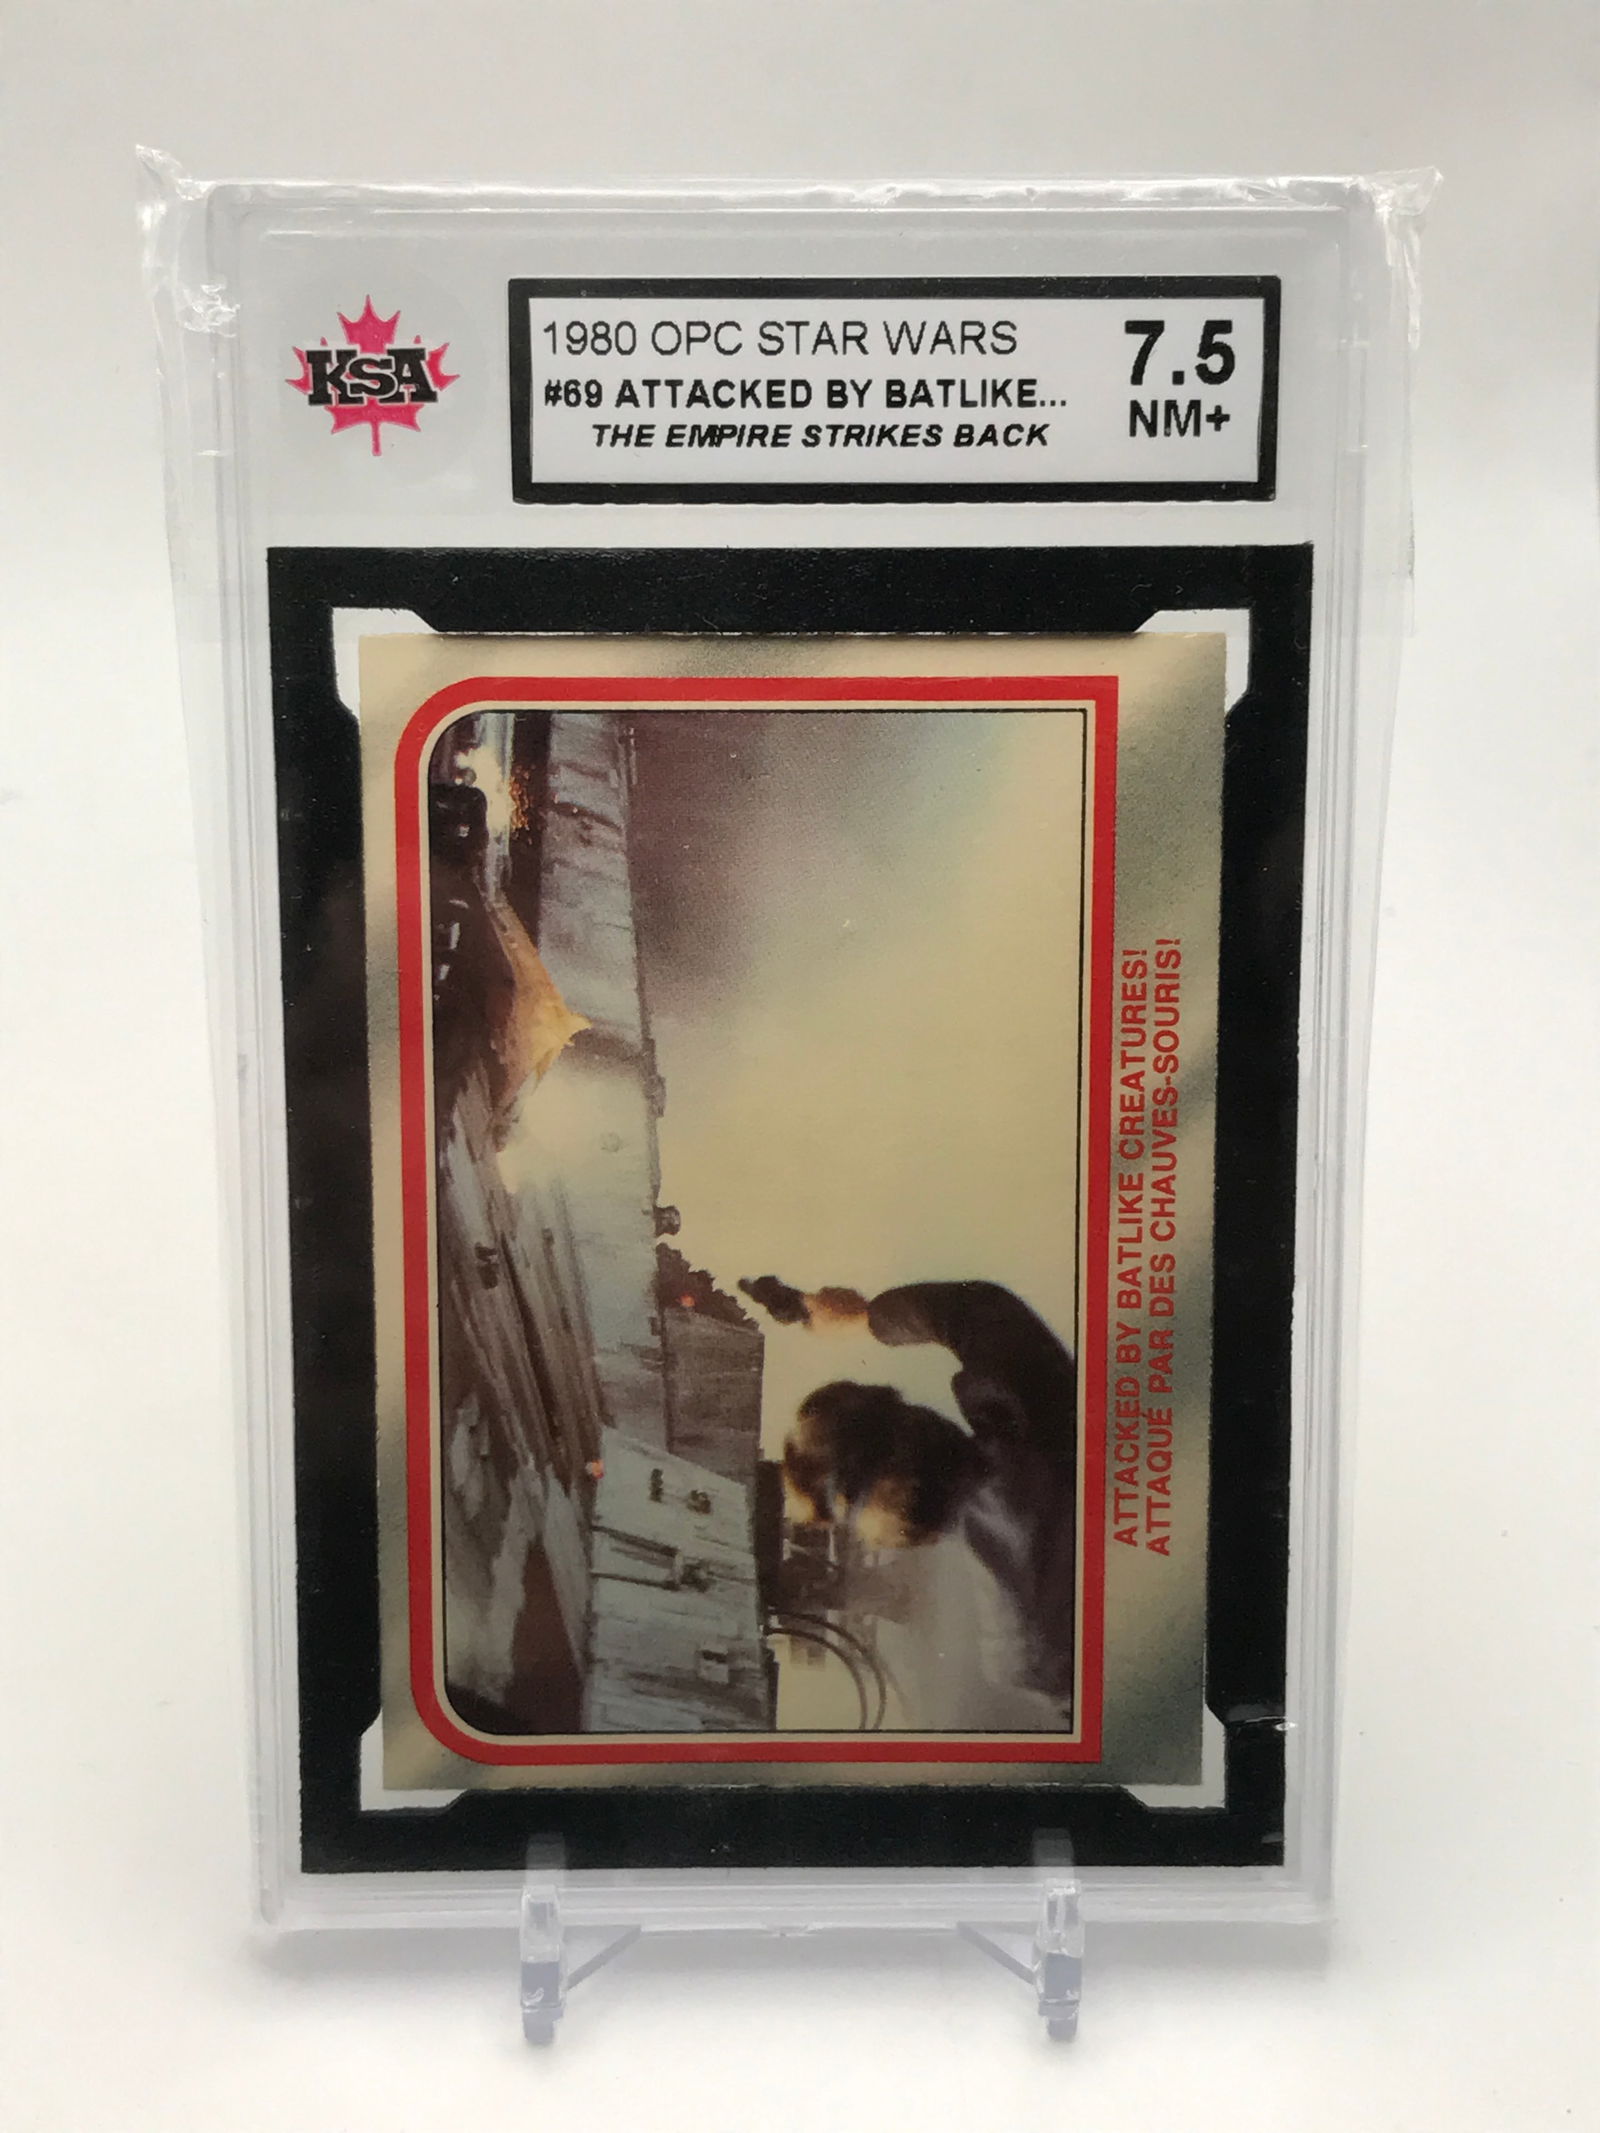 KSA
1980 OPC STAR WARS
#69 ATTACKED BY BATLIKE...
THE EMPIRE STRIKES BACK
7.5
NM+
ATTACKED BY BATLIKE CREATURES!
ATTAQUÉ PAR DES CHAUVES-SOURIS!